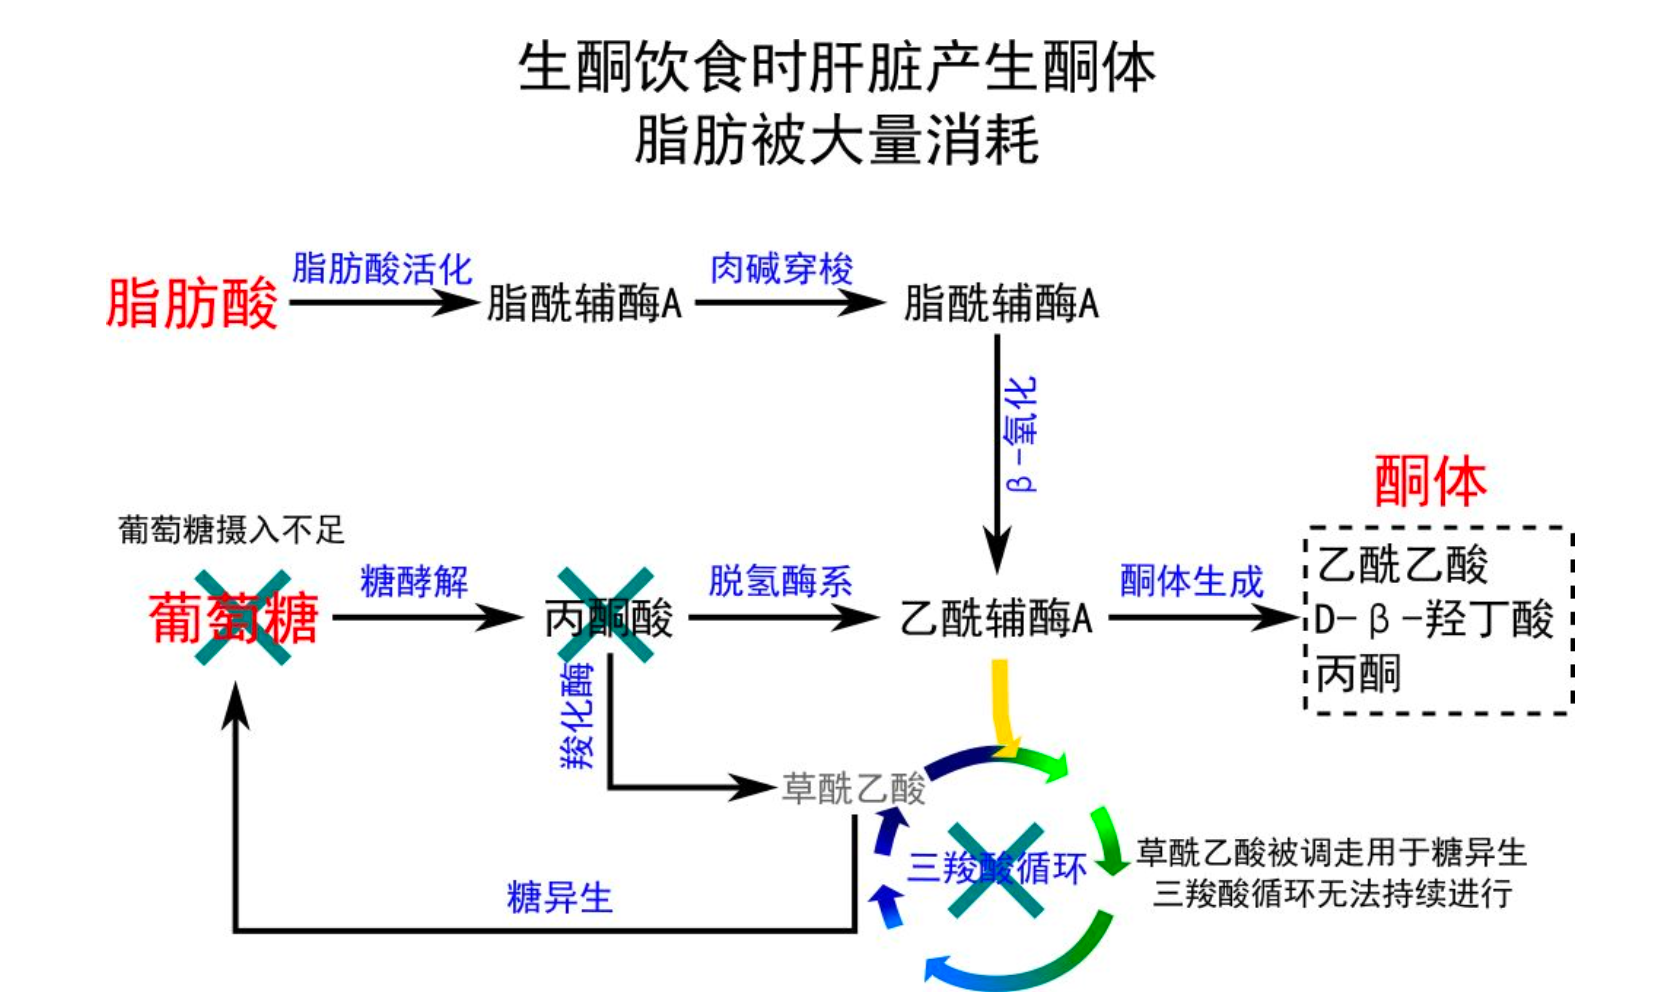 生酮饮食时肝脏产生酮体
脂肪被大量消耗
脂肪酸
脂肪酸活化
脂酰辅酶A
肉碱穿梭
脂酰辅酶A
β-氧化
葡萄糖摄入不足
葡萄糖
糖酵解
丙酮酸
脱氢酶系
乙酰辅酶A
酮体生成
酮体
乙酰乙酸
D-β-羟丁酸
丙酮
羧化酶
草酰乙酸
三羧酸循环
草酰乙酸被调走用于糖异生
三羧酸循环无法持续进行
糖异生